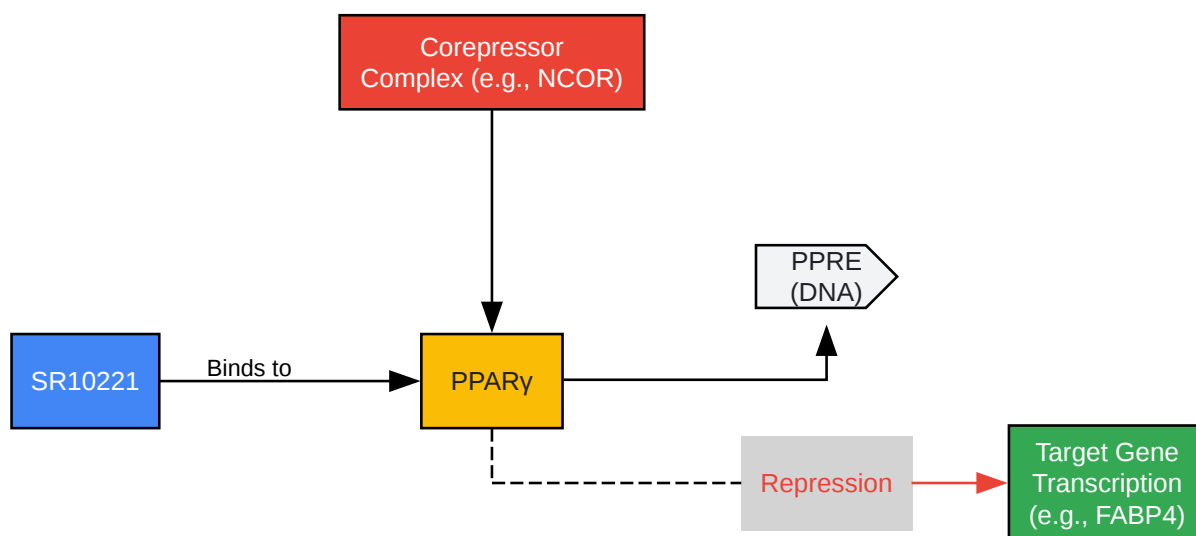 Corepressor
Complex (e.g., NCOR)
PPRE
(DNA)
SR10221
Binds to
PPARγ
Repression
Target Gene
Transcription
(e.g., FABP4)